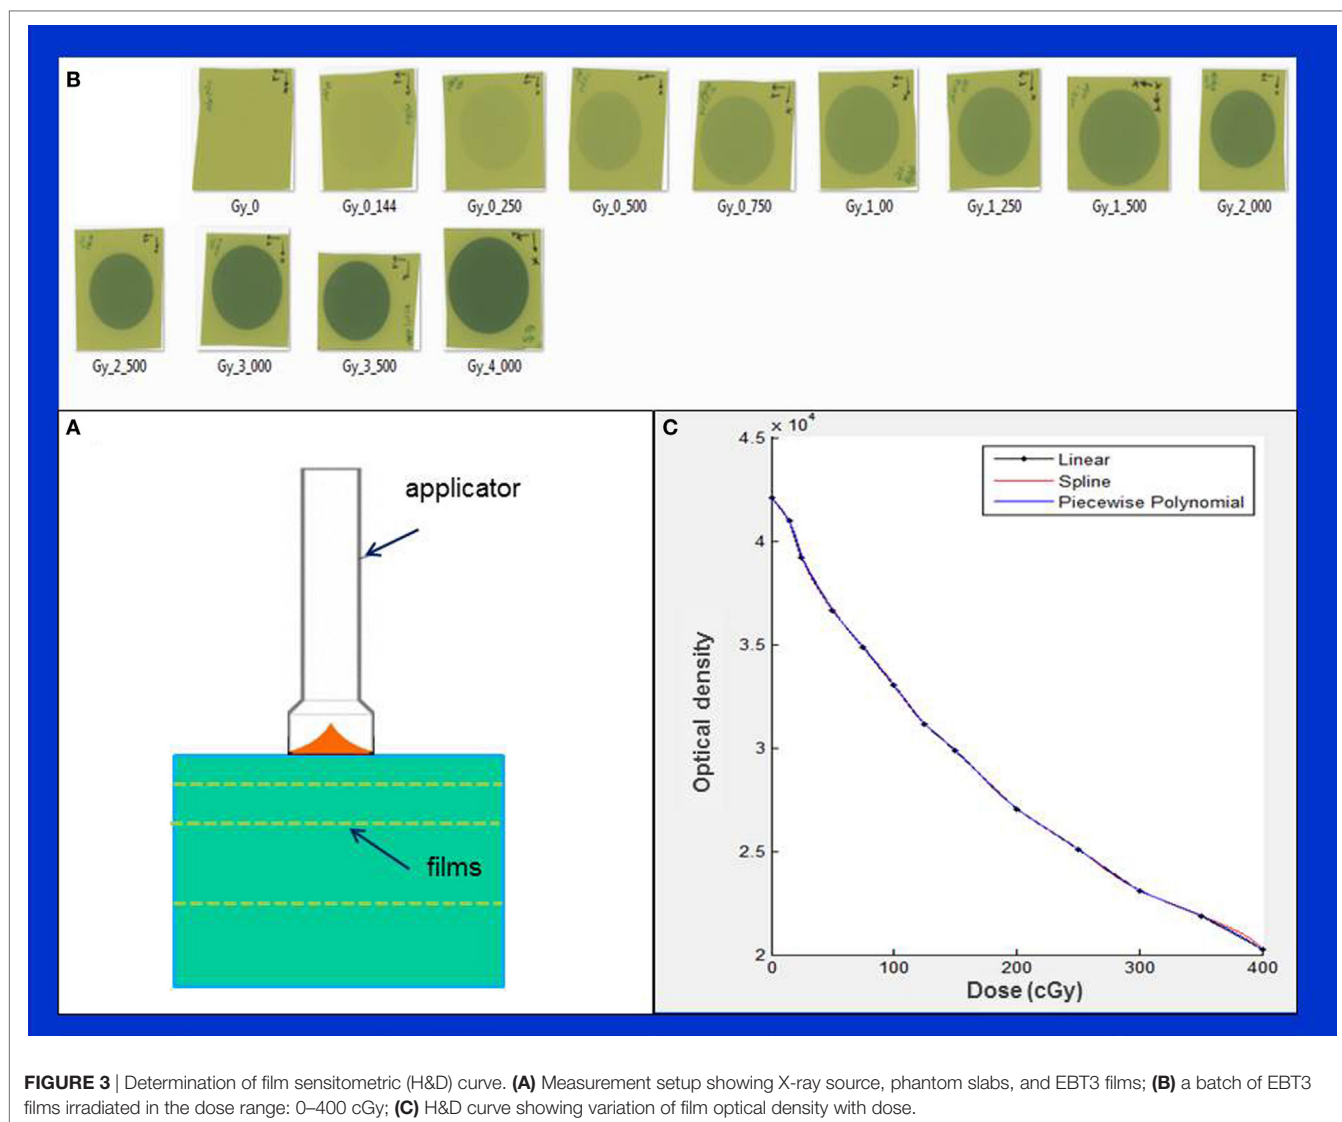 B
Gy_0 Gy_0_144 Gy_0_250 Gy_0_500 Gy_0_750 Gy_1_00 Gy_1_250 Gy_1_500 Gy_2_000
Gy_2_500 Gy_3_000 Gy_3_500 Gy_4_000
A
applicator
films
C
× 10⁴
4.5
4
3.5
3
2.5
2
Optical density
Linear
Spline
Piecewise Polynomial
0 100 200 300 400
Dose (cGy)
FIGURE 3 | Determination of film sensitometric (H&D) curve. (A) Measurement setup showing X-ray source, phantom slabs, and EBT3 films; (B) a batch of EBT3
films irradiated in the dose range: 0–400 cGy; (C) H&D curve showing variation of film optical density with dose.